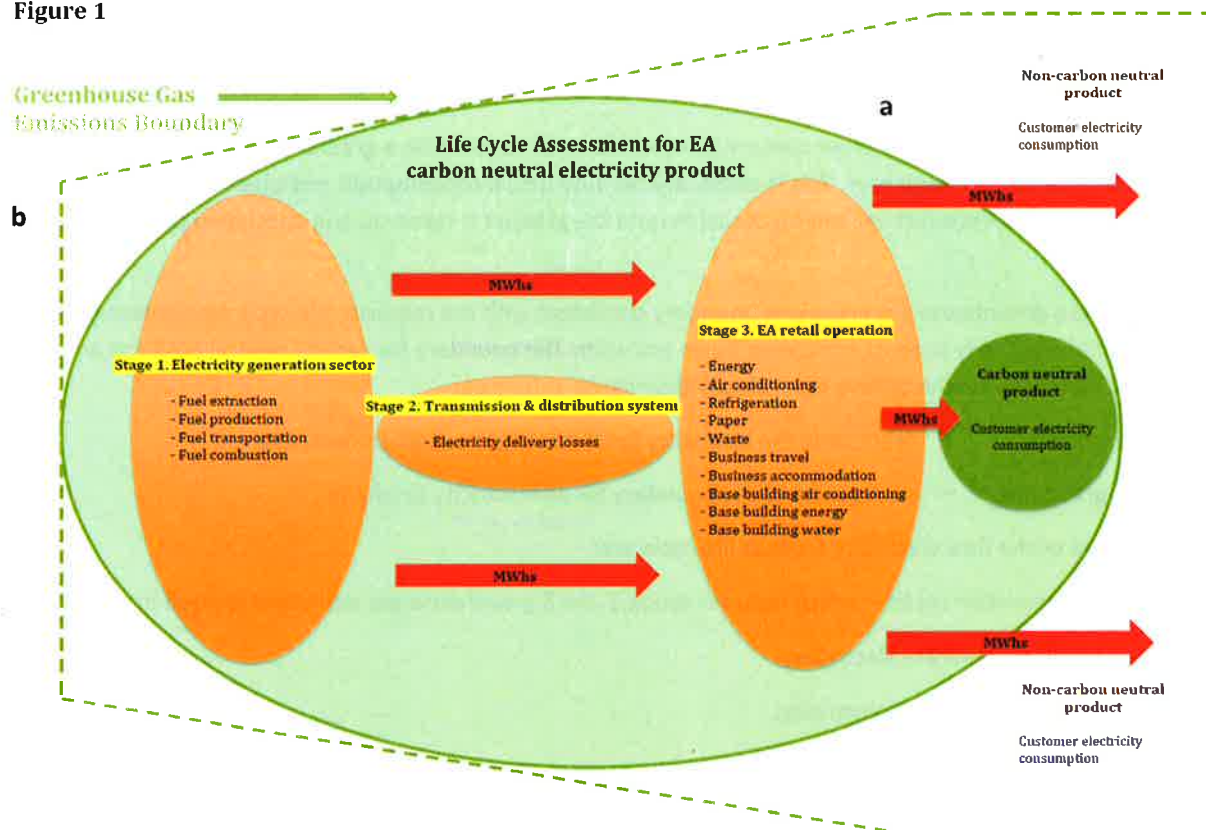 Figure 1
Greenhouse Gas
Emissions Boundary
a
Non-carbon neutral
product
Customer electricity
consumption
Life Cycle Assessment for EA
carbon neutral electricity product
MWhs
b
MWhs
Stage 1. Electricity generation sector
- Fuel extraction
- Fuel production
- Fuel transportation
- Fuel combustion
Stage 2. Transmission & distribution system
- Electricity delivery losses
Stage 3. EA retail operation
- Energy
- Air conditioning
- Refrigeration
- Paper
- Waste
- Business travel
- Business accommodation
- Base building air conditioning
- Base building energy
- Base building water
MWhs
Carbon neutral
product
Customer electricity
consumption
MWhs
MWhs
Non-carbon neutral
product
Customer electricity
consumption